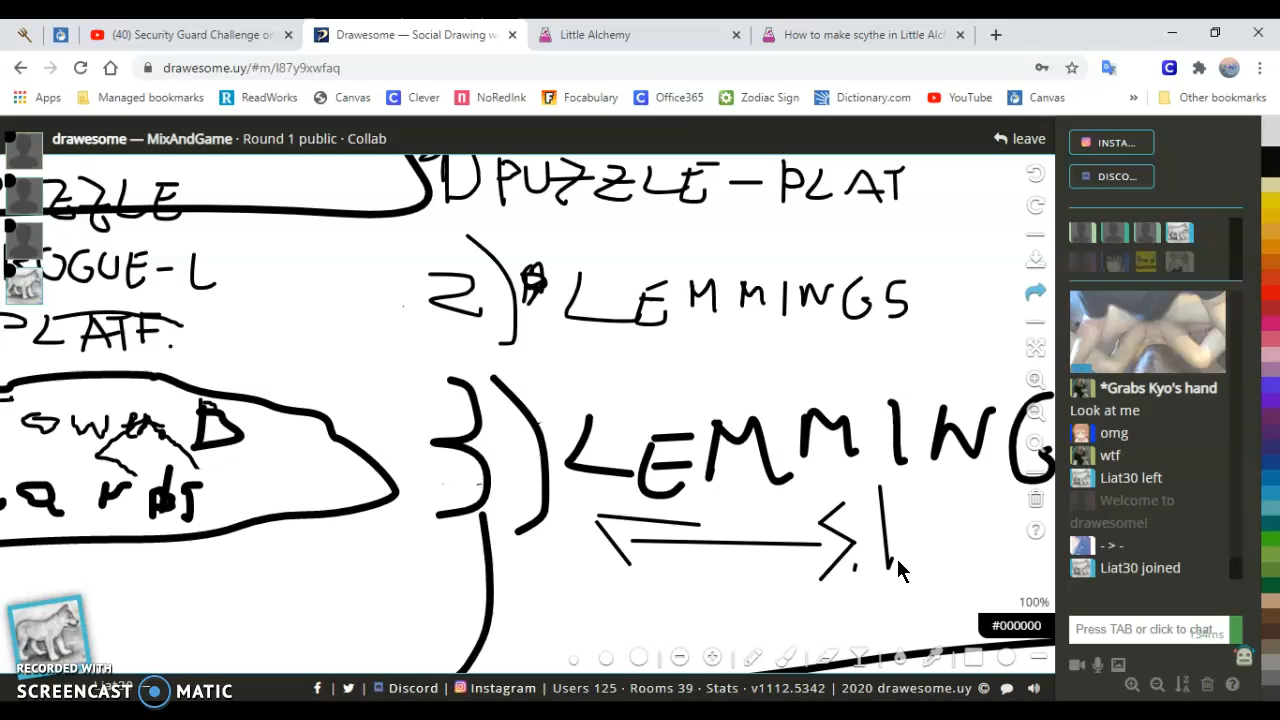 (40) Security Guard Challenge or
Drawesome — Social Drawing w
Little Alchemy
How to make scythe in Little Alc
drawesome.uy/#m/l87y9xwfaq
Apps
Managed bookmarks
ReadWorks
Canvas
Clever
NoRedInk
Focabulary
Office365
Zodiac Sign
Dictionary.com
YouTube
Canvas
Other bookmarks
drawesome — MixAndGame · Round 1 public · Collab
leave
INSTA...
DISCO...
ZZLE
OGUE-L
PLATF.
PUZZLE-PLAT
2) LEMMINGS
3) LEMMING
*Grabs Kyo's hand
Look at me
omg
wtf
Liat30 left
Welcome to
drawesome!
- > -
Liat30 joined
100%
#000000
Press TAB or click to chat
134ms
RECORDED WITH
SCREENCAST MATIC
Discord
Instagram
Users 125 · Rooms 39 · Stats · v1112.5342
2020 drawesome.uy ©